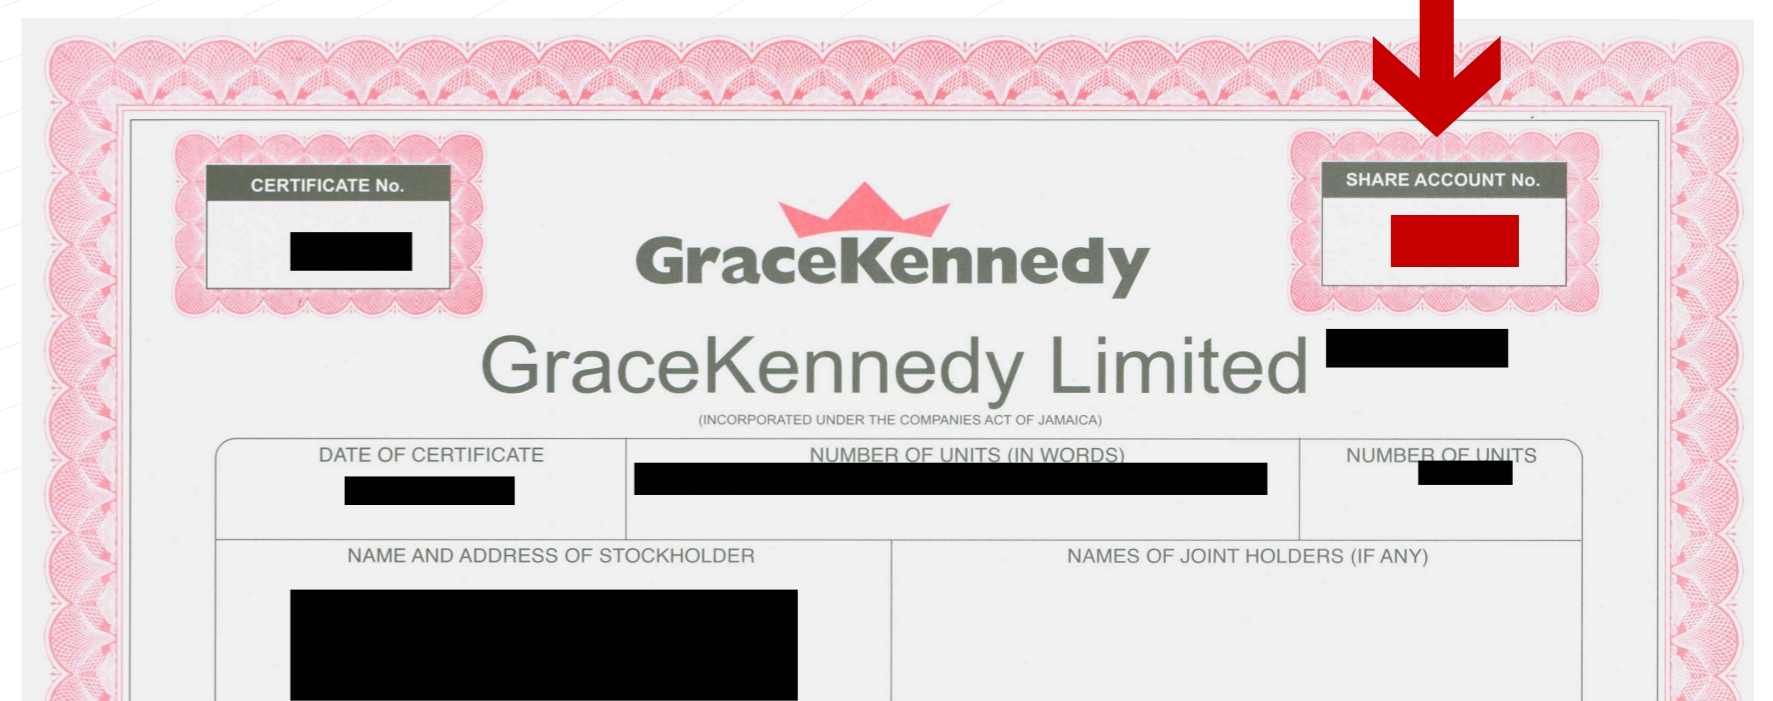 CERTIFICATE No.
SHARE ACCOUNT No.
GraceKennedy
GraceKennedy Limited
(INCORPORATED UNDER THE COMPANIES ACT OF JAMAICA)
DATE OF CERTIFICATE
NUMBER OF UNITS (IN WORDS)
NUMBER OF UNITS
NAME AND ADDRESS OF STOCKHOLDER
NAMES OF JOINT HOLDERS (IF ANY)